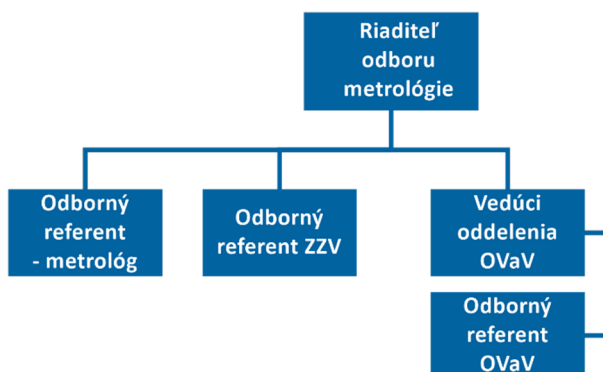 Riaditeľ
odboru
metrológie
Odborný
referent
- metrológ
Odborný
referent ZZV
Vedúci
oddelenia
OVaV
Odborný
referent
OVaV